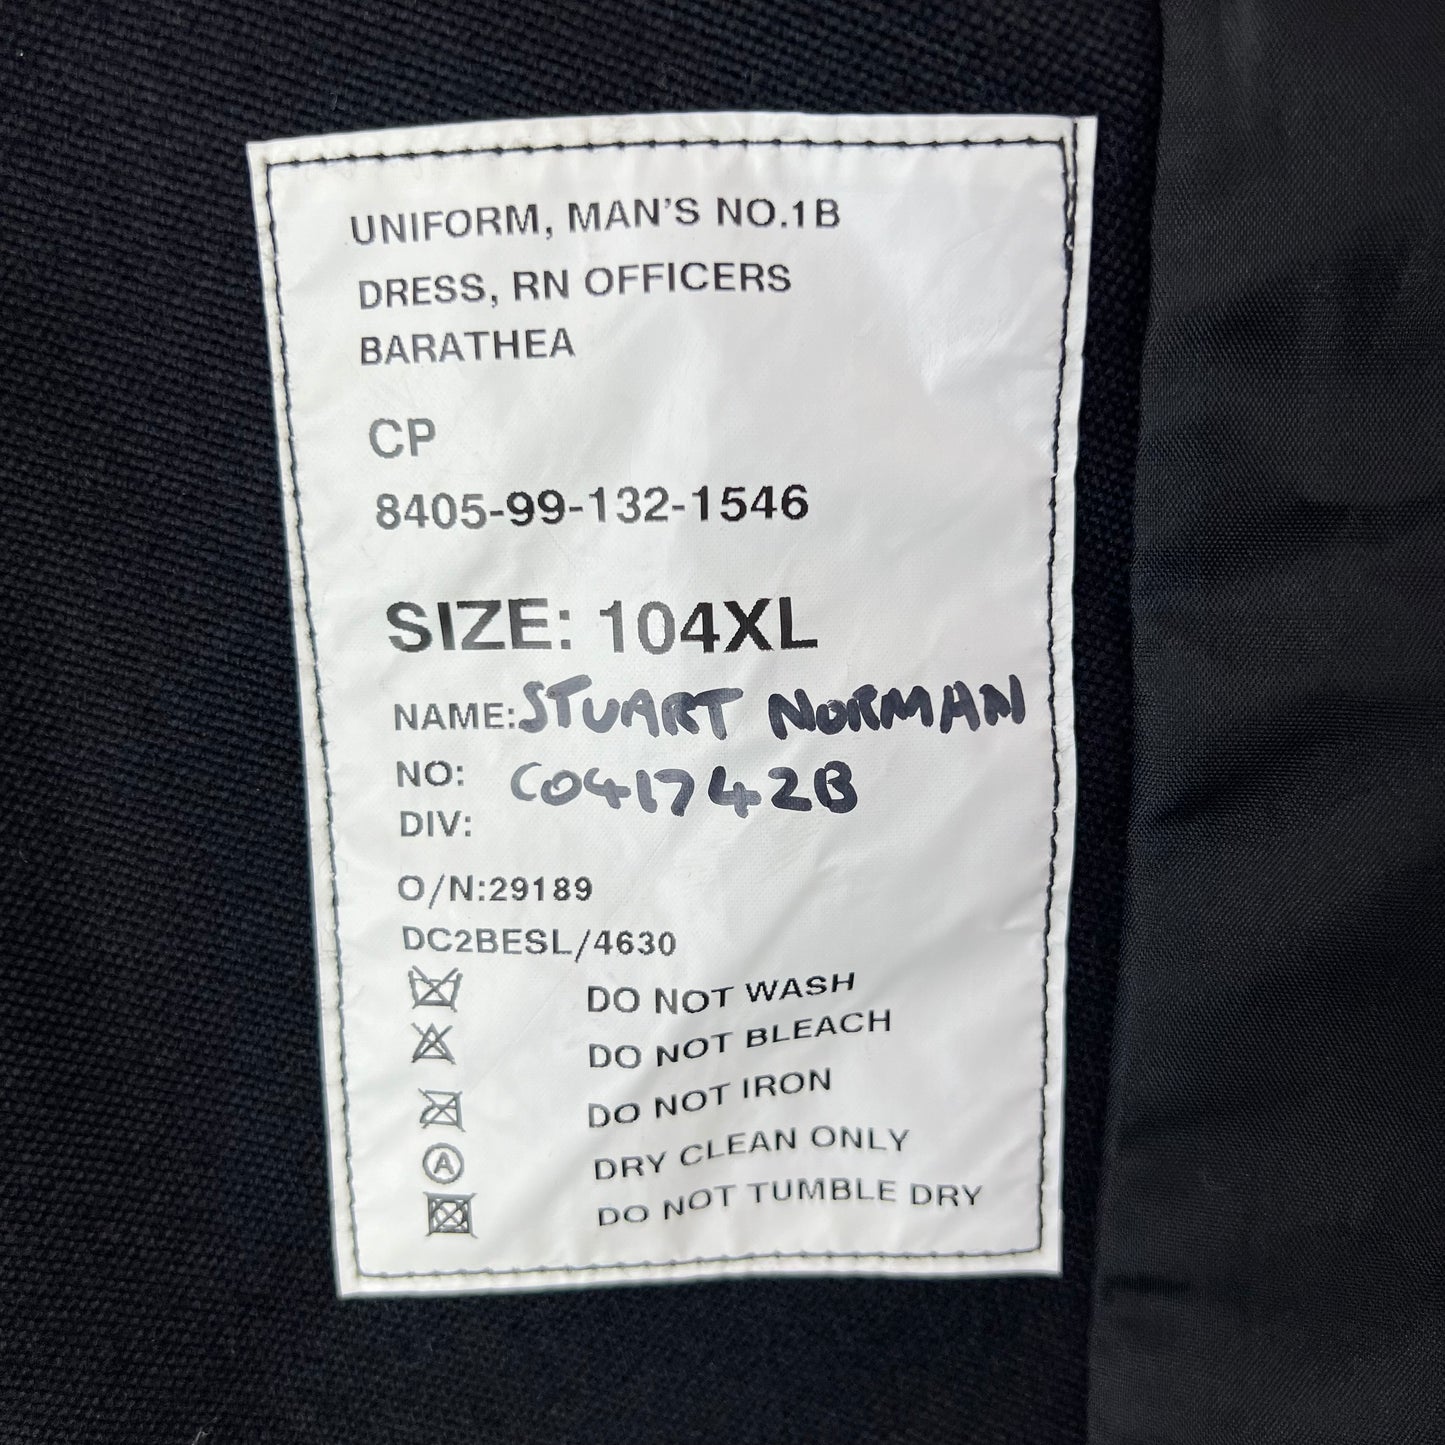 UNIFORM, MAN'S NO.1B
DRESS, RN OFFICERS
BARATHEA
CP
8405-99-132-1546
SIZE: 104XL
NAME: STUART NORMAN
NO: C041742B
DIV:
O/N:29189
DC2BESL/4630
DO NOT WASH
DO NOT BLEACH
DO NOT IRON
A DRY CLEAN ONLY
DO NOT TUMBLE DRY